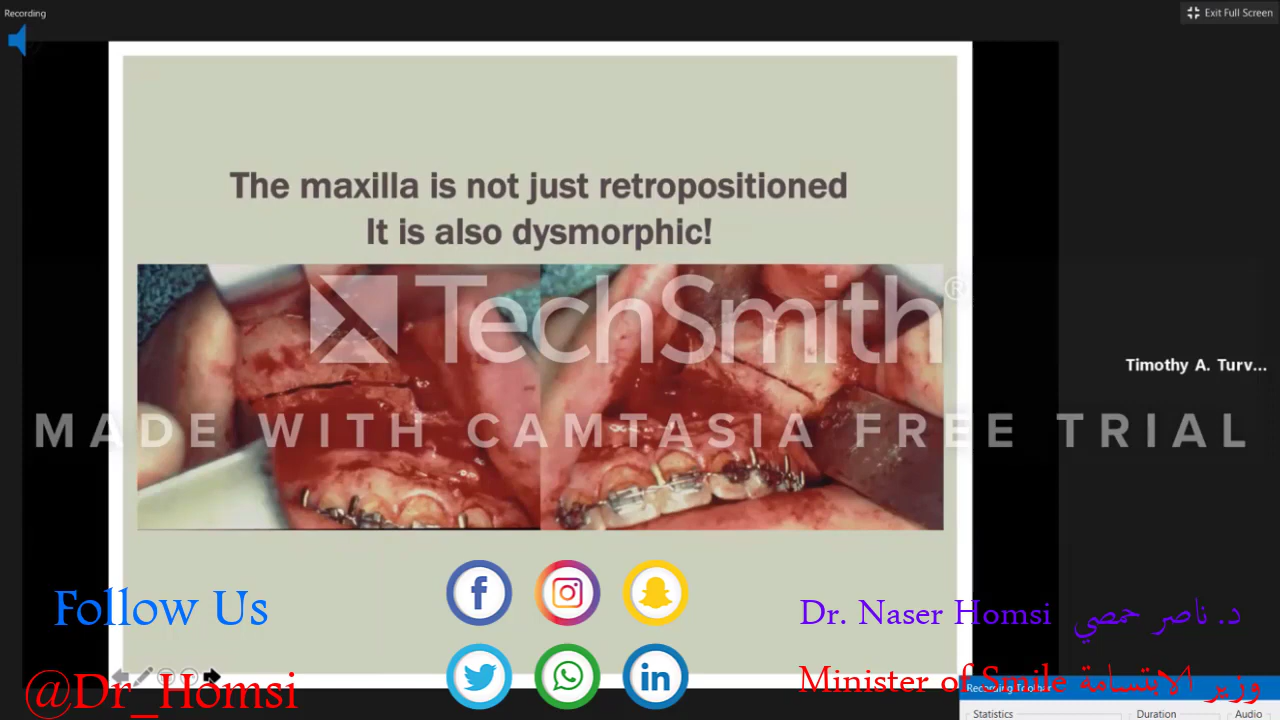 Recording
Exit Full Screen
The maxilla is not just retropositioned
It is also dysmorphic!
TechSmith®
Timothy A. Turv...
MADE WITH CAMTASIA FREE TRIAL
Follow Us
Dr. Naser Homsi د. ناصر حمصي
@Dr_Homsi
Minister of Smile وزير الابتسامة
Recording Toolbar
Statistics
Duration
Audio